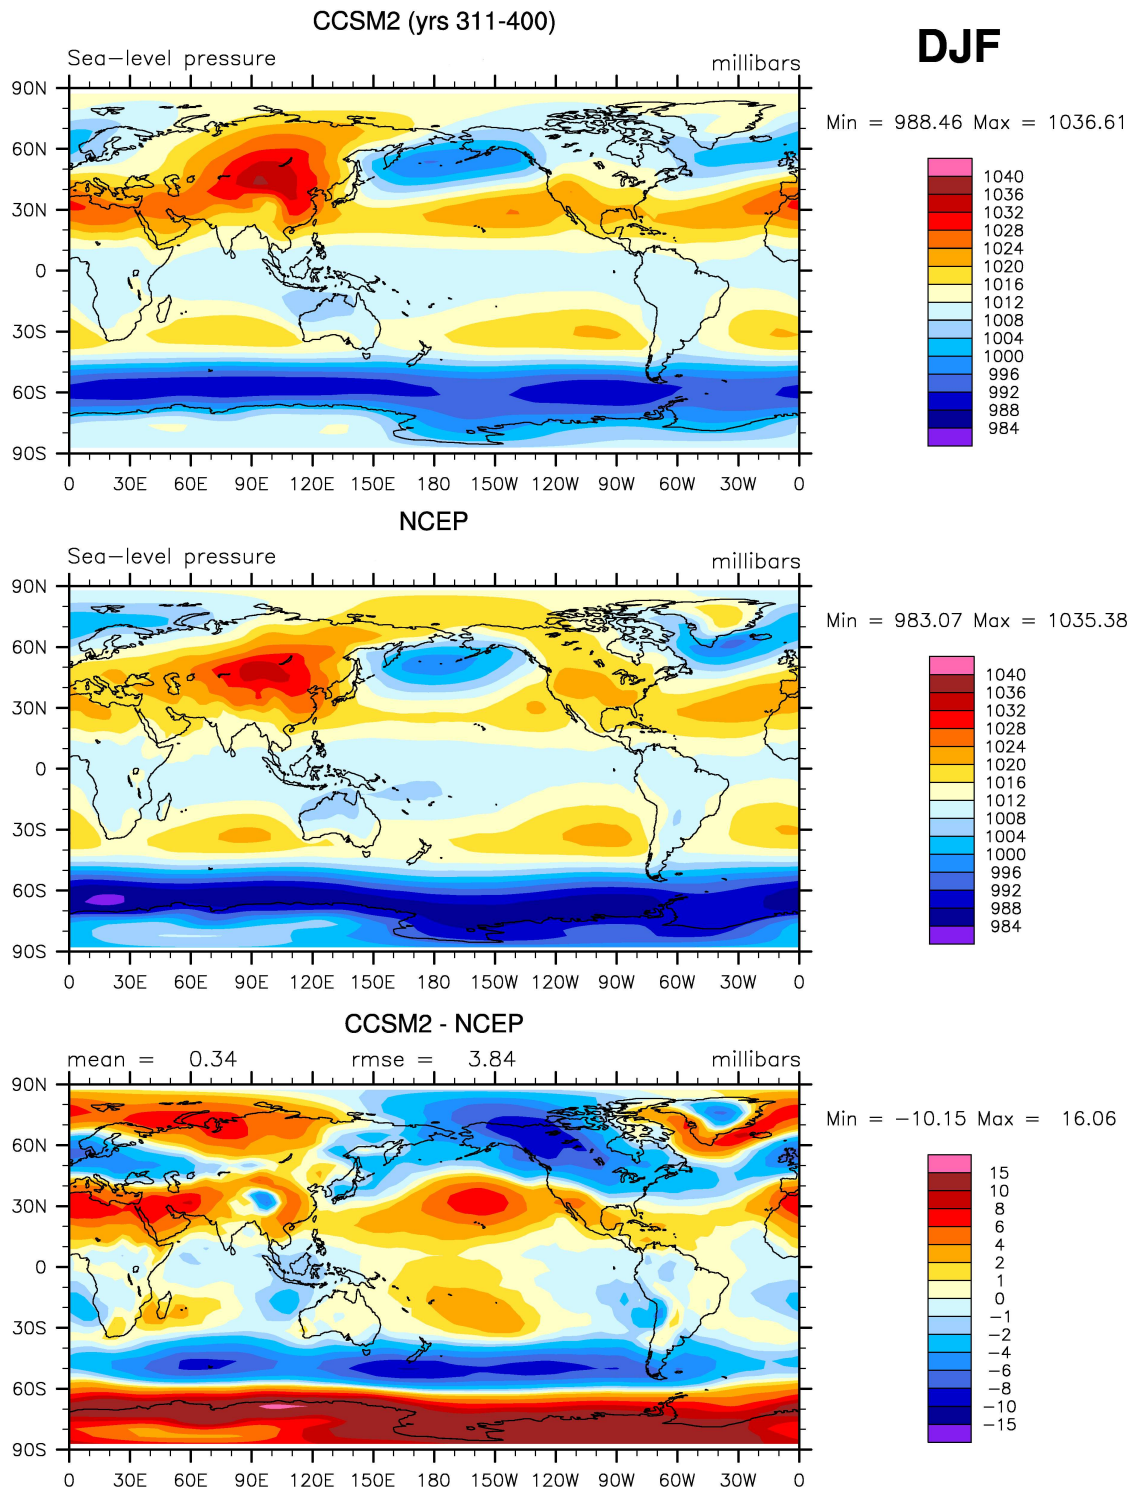 CCSM2 (yrs 311-400)
DJF
Sea-level pressure millibars
Min = 988.46 Max = 1036.61
90N
60N
30N
0
30S
60S
90S
0 30E 60E 90E 120E 150E 180 150W 120W 90W 60W 30W 0
1040
1036
1032
1028
1024
1020
1016
1012
1008
1004
1000
996
992
988
984
NCEP
Sea-level pressure millibars
Min = 983.07 Max = 1035.38
90N
60N
30N
0
30S
60S
90S
0 30E 60E 90E 120E 150E 180 150W 120W 90W 60W 30W 0
1040
1036
1032
1028
1024
1020
1016
1012
1008
1004
1000
996
992
988
984
CCSM2 - NCEP
mean = 0.34 rmse = 3.84 millibars
Min = -10.15 Max = 16.06
90N
60N
30N
0
30S
60S
90S
0 30E 60E 90E 120E 150E 180 150W 120W 90W 60W 30W 0
15
10
8
6
4
2
1
0
-1
-2
-4
-6
-8
-10
-15